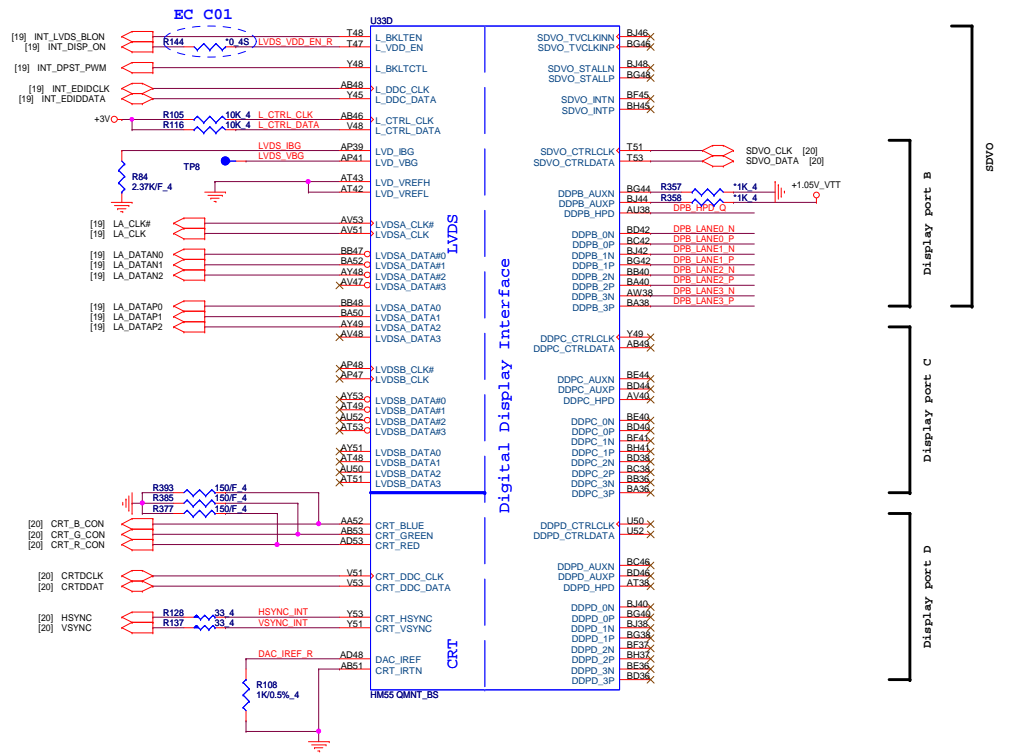 EC C01
U33D
[19] INT_LVDS_BLON T48 L_BKLTEN
[19] INT_DISP_ON R144 *0_4S LVDS_VDD_EN_R T47 L_VDD_EN
[19] INT_DPST_PWM Y48 L_BKLTCTL
[19] INT_EDIDCLK AB48 L_DDC_CLK
[19] INT_EDIDDATA Y45 L_DDC_DATA
+3V R105 10K_4 L_CTRL_CLK AB46 L_CTRL_CLK
R116 10K_4 L_CTRL_DATA V48 L_CTRL_DATA
LVDS_IBG AP39 LVD_IBG
TP8 LVDS_VBG AP41 LVD_VBG
R84
2.37K/F_4
AT43 LVD_VREFH
AT42 LVD_VREFL
[19] LA_CLK# AV53 LVDSA_CLK#
[19] LA_CLK AV51 LVDSA_CLK
[19] LA_DATAN0 BB47 LVDSA_DATA#0
[19] LA_DATAN1 BA52 LVDSA_DATA#1
[19] LA_DATAN2 AY48 LVDSA_DATA#2
AV47 LVDSA_DATA#3
[19] LA_DATAP0 BB48 LVDSA_DATA0
[19] LA_DATAP1 BA50 LVDSA_DATA1
[19] LA_DATAP2 AY49 LVDSA_DATA2
AV48 LVDSA_DATA3
AP48 LVDSB_CLK#
AP47 LVDSB_CLK
AY53 LVDSB_DATA#0
AT49 LVDSB_DATA#1
AU52 LVDSB_DATA#2
AT53 LVDSB_DATA#3
AY51 LVDSB_DATA0
AT48 LVDSB_DATA1
AU50 LVDSB_DATA2
AT51 LVDSB_DATA3
R393 150/F_4
R385 150/F_4
R377 150/F_4
[20] CRT_B_CON AA52 CRT_BLUE
[20] CRT_G_CON AB53 CRT_GREEN
[20] CRT_R_CON AD53 CRT_RED
[20] CRTDCLK V51 CRT_DDC_CLK
[20] CRTDDAT V53 CRT_DDC_DATA
[20] HSYNC R128 33_4 HSYNC_INT Y53 CRT_HSYNC
[20] VSYNC R137 33_4 VSYNC_INT Y51 CRT_VSYNC
DAC_IREF_R AD48 DAC_IREF
AB51 CRT_IRTN
R108
1K/0.5%_4
HM55 QMNT_BS
LVDS
CRT
Digital Display Interface
SDVO_TVCLKINN BJ46
SDVO_TVCLKINP BG46
SDVO_STALLN BJ48
SDVO_STALLP BG48
SDVO_INTN BF45
SDVO_INTP BH45
SDVO_CTRLCLK T51 SDVO_CLK [20]
SDVO_CTRLDATA T53 SDVO_DATA [20]
+1.05V_VTT
DDPB_AUXN BG44 R357 *1K_4
DDPB_AUXP BJ44 R358 *1K_4
DDPB_HPD AU38 DPB_HPD_Q
DDPB_0N BD42 DPB_LANE0_N
DDPB_0P BC42 DPB_LANE0_P
DDPB_1N BJ42 DPB_LANE1_N
DDPB_1P BG42 DPB_LANE1_P
DDPB_2N BB40 DPB_LANE2_N
DDPB_2P BA40 DPB_LANE2_P
DDPB_3N AW38 DPB_LANE3_N
DDPB_3P BA38 DPB_LANE3_P
DDPC_CTRLCLK Y49
DDPC_CTRLDATA AB49
DDPC_AUXN BE44
DDPC_AUXP BD44
DDPC_HPD AV40
DDPC_0N BE40
DDPC_0P BD40
DDPC_1N BF41
DDPC_1P BH41
DDPC_2N BD38
DDPC_2P BC38
DDPC_3N BB36
DDPC_3P BA36
DDPD_CTRLCLK U50
DDPD_CTRLDATA U52
DDPD_AUXN BC46
DDPD_AUXP BD46
DDPD_HPD AT38
DDPD_0N BJ40
DDPD_0P BG40
DDPD_1N BJ38
DDPD_1P BG38
DDPD_2N BF37
DDPD_2P BH37
DDPD_3N BE36
DDPD_3P BD36
Display port B
SDVO
Display port C
Display port D